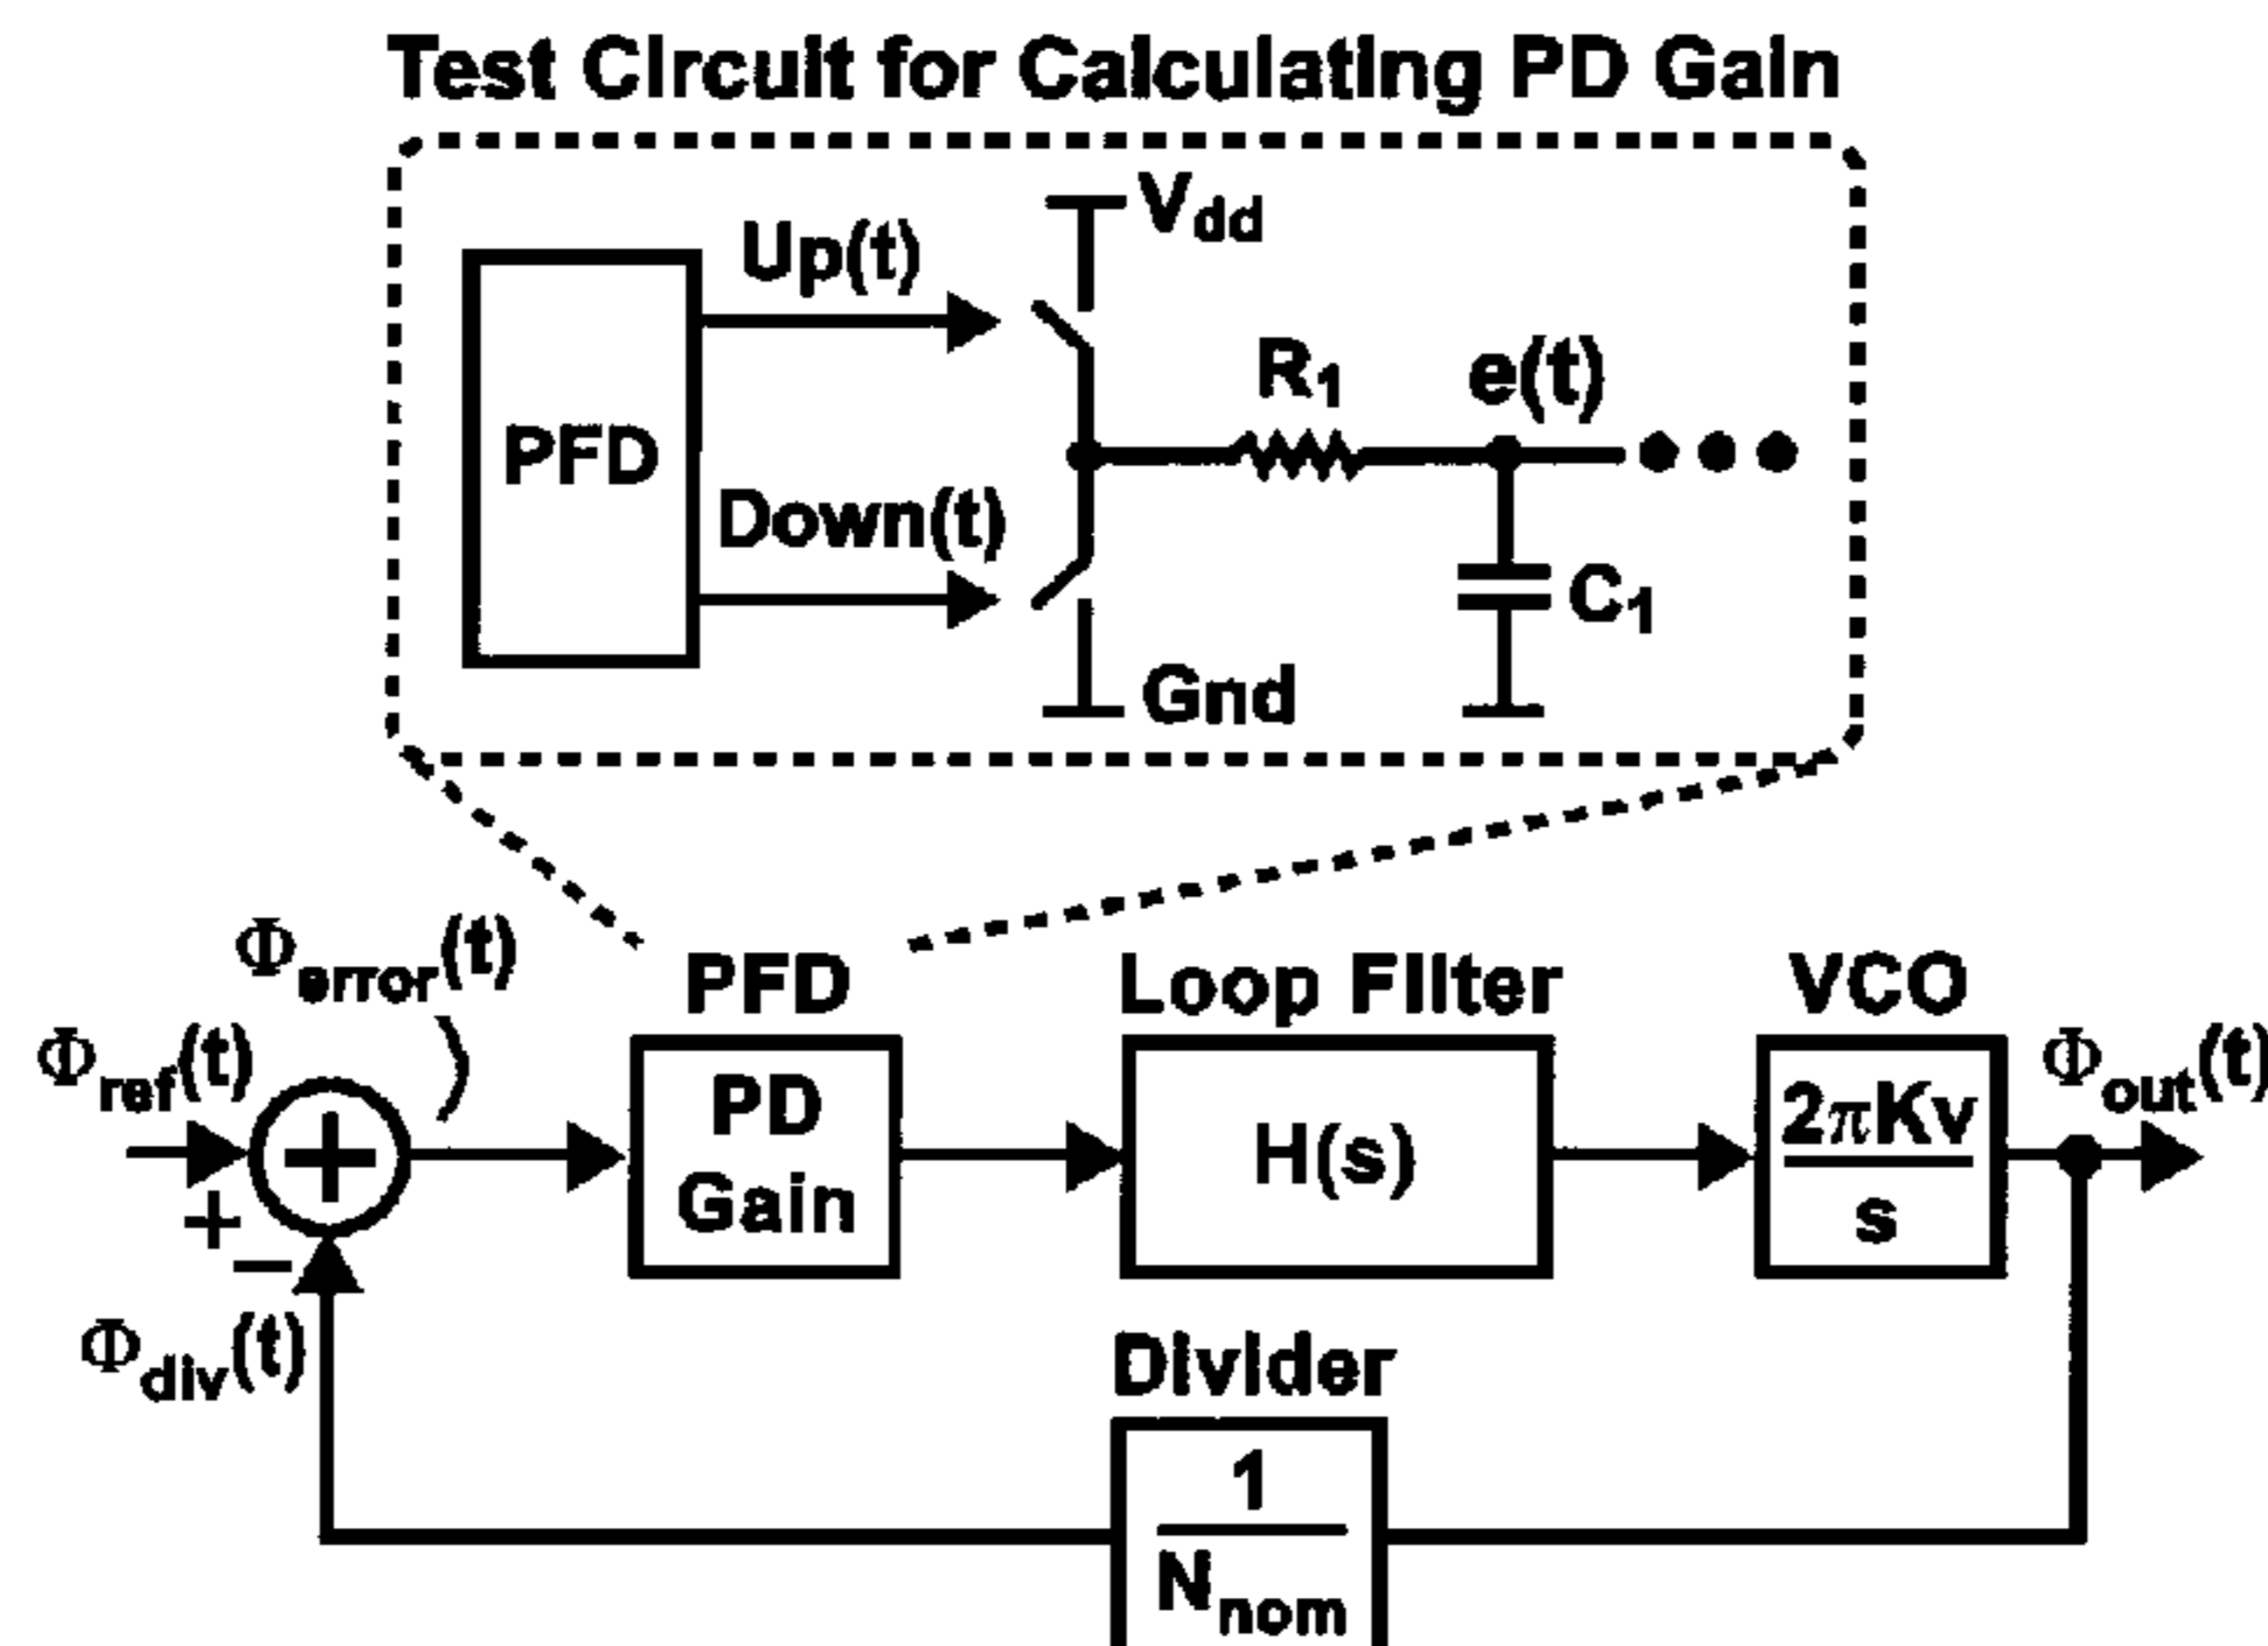 Test Circuit for Calculating PD Gain
Vdd
Up(t)
R1
e(t)
PFD
Down(t)
C1
Gnd
Φerror(t)
PFD
Loop Filter
VCO
Φref(t)
PD
Gain
H(s)
2πKv
s
Φout(t)
+
+
−
Φdiv(t)
Divider
1
Nnom